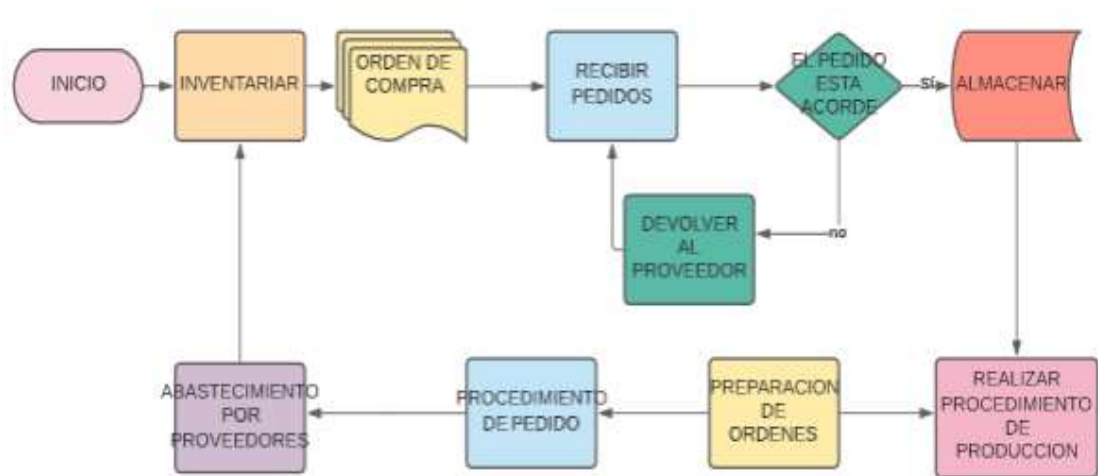 INICIO
INVENTARIAR
ORDEN DE
COMPRA
RECIBIR
PEDIDOS
EL PEDIDO
ESTA
ACORDE
Sí
ALMACENAR
no
DEVOLVER
AL
PROVEEDOR
ABASTECIMIENTO
POR
PROVEEDORES
PROCEDIMIENTO
DE PEDIDO
PREPARACION
DE
ORDENES
REALIZAR
PROCEDIMIENTO
DE
PRODUCCION